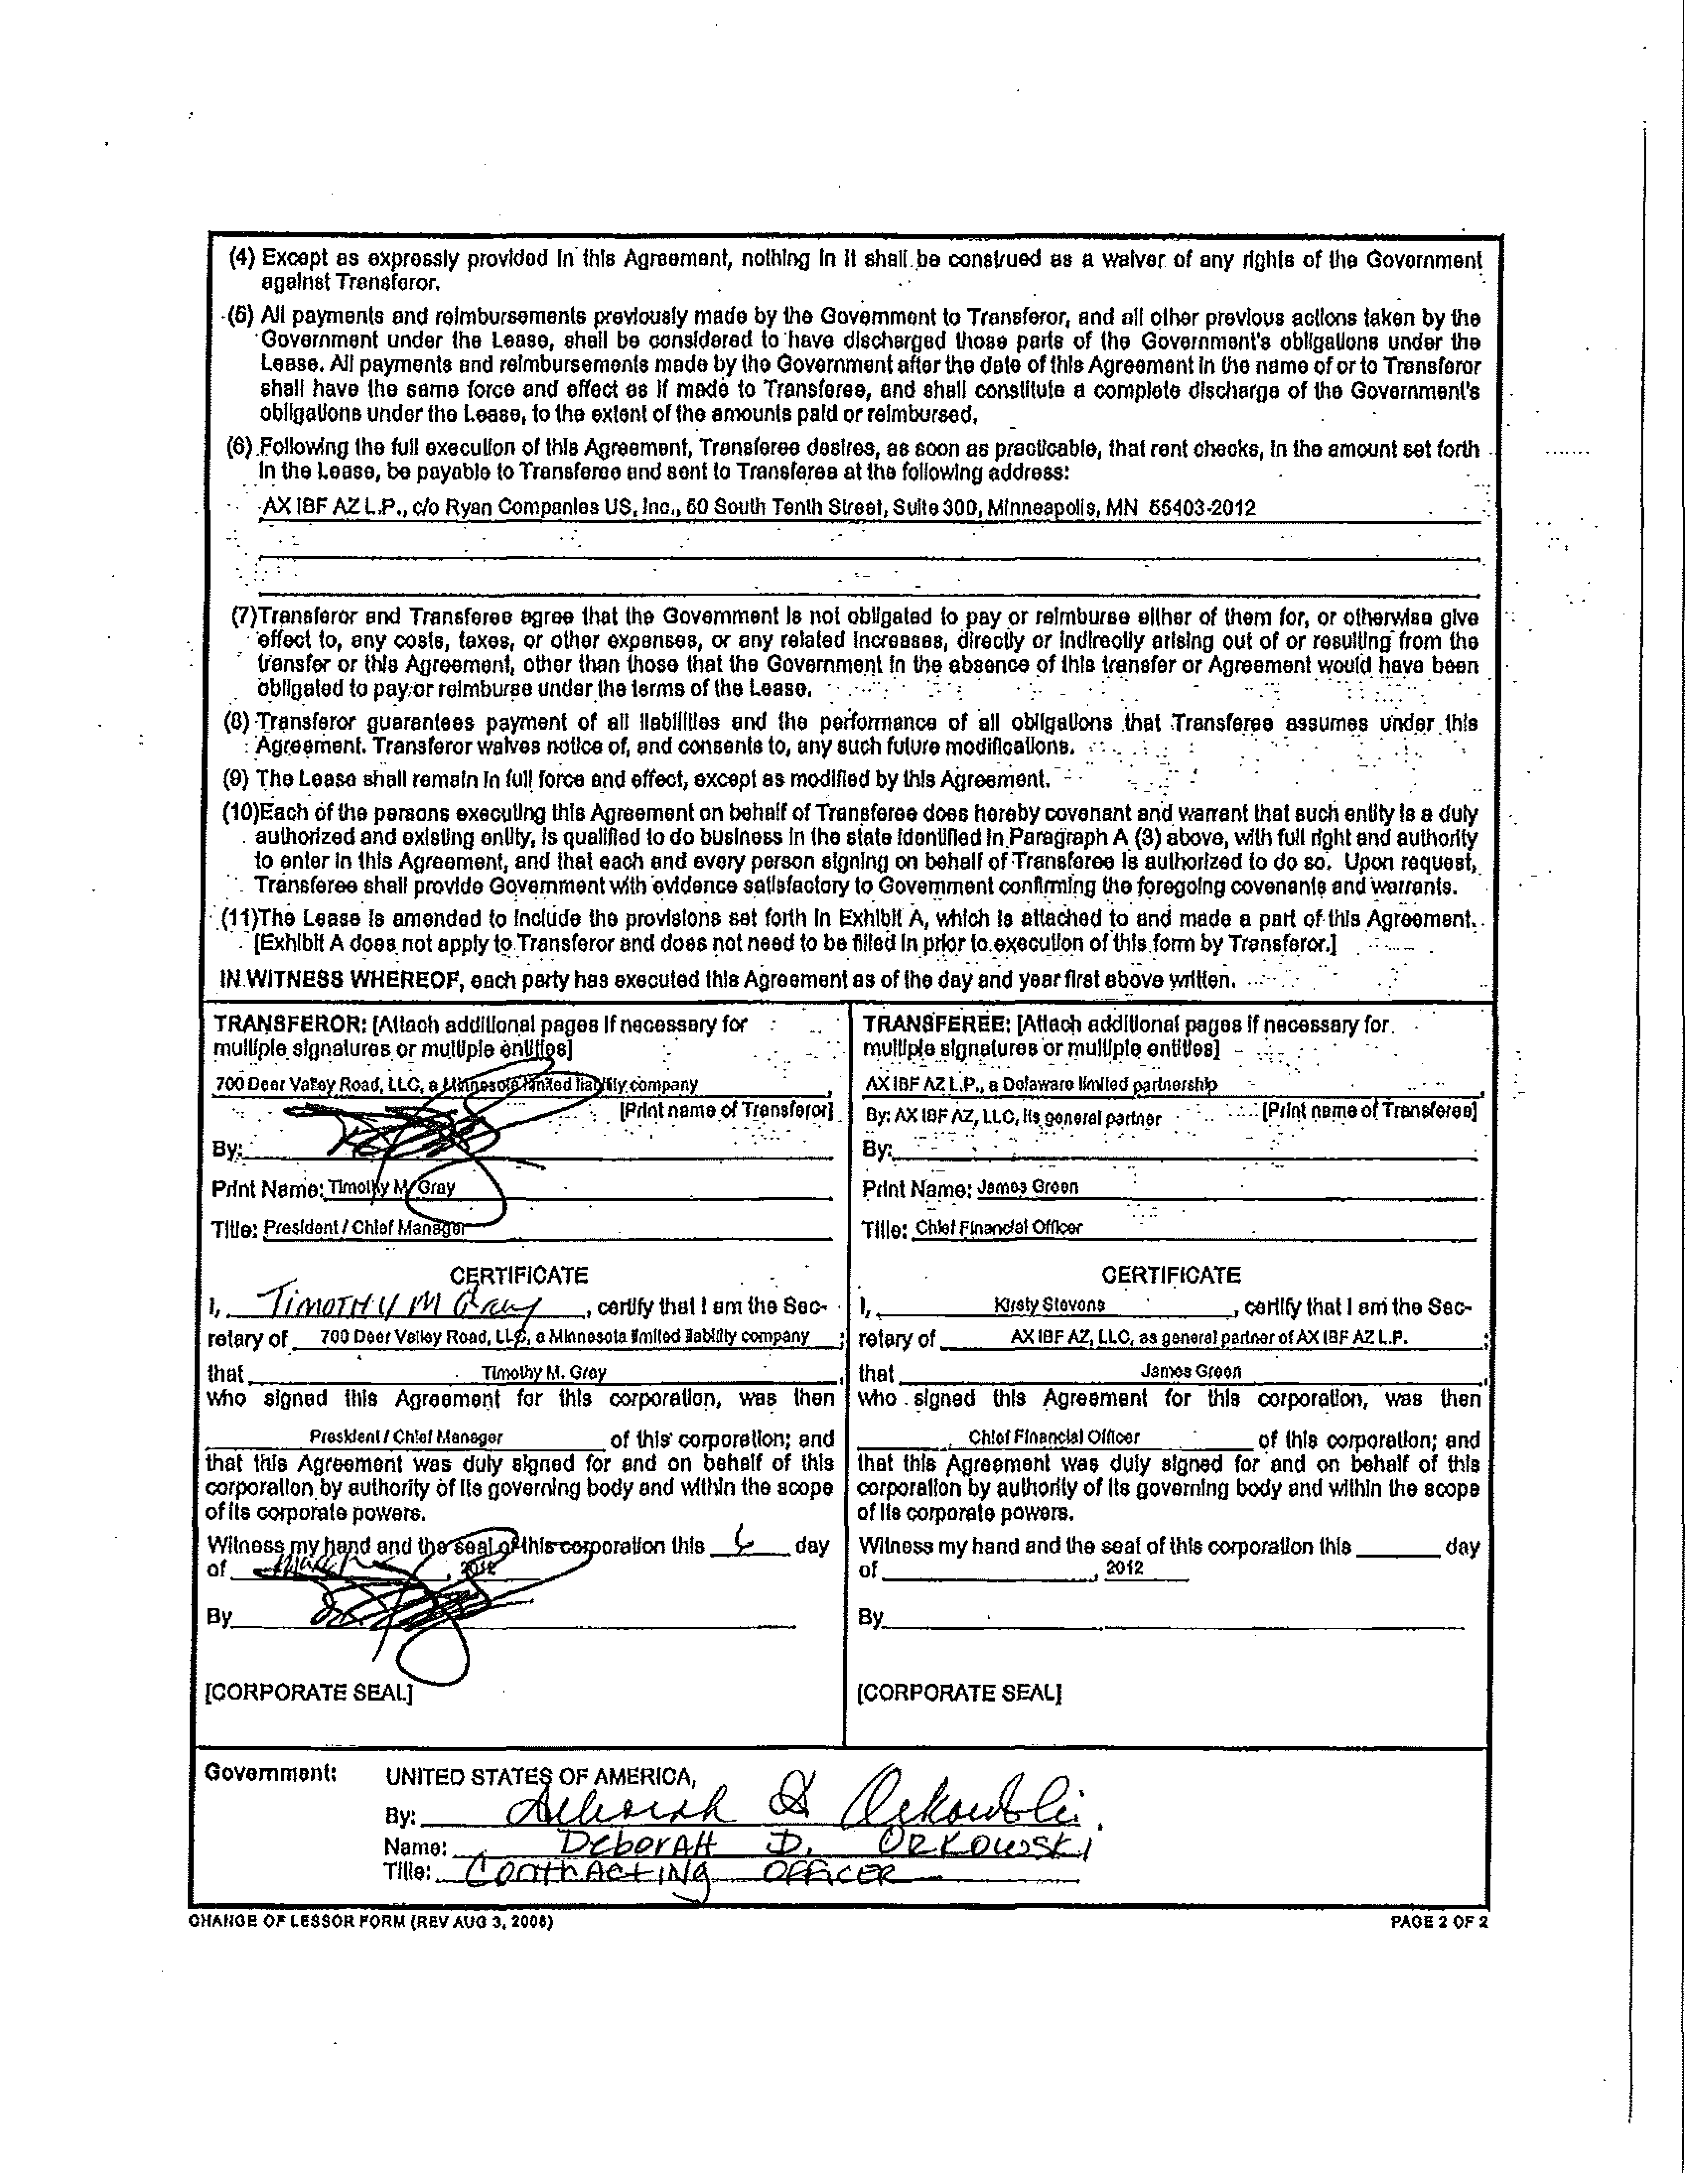 (4) Except as expressly provided in this Agreement, nothing in it shall be construed as a waiver of any rights of the Government
against Transferor.
(5) All payments and reimbursements previously made by the Government to Transferor, and all other previous actions taken by the
Government under the Lease, shall be considered to have discharged those parts of the Government's obligations under the
Lease. All payments and reimbursements made by the Government after the date of this Agreement in the name of or to Transferor
shall have the same force and effect as if made to Transferee, and shall constitute a complete discharge of the Government's
obligations under the Lease, to the extent of the amounts paid or reimbursed.
(6) Following the full execution of this Agreement, Transferee desires, as soon as practicable, that rent checks, in the amount set forth
in the Lease, be payable to Transferee and sent to Transferee at the following address:
AX IBF AZ L.P., c/o Ryan Companies US, Inc., 50 South Tenth Street, Suite 300, Minneapolis, MN 55403-2012
(7)Transferor and Transferee agree that the Government is not obligated to pay or reimburse either of them for, or otherwise give
effect to, any costs, taxes, or other expenses, or any related increases, directly or indirectly arising out of or resulting from the
transfer or this Agreement, other than those that the Government in the absence of this transfer or Agreement would have been
obligated to pay or reimburse under the terms of the Lease.
(8) Transferor guarantees payment of all liabilities and the performance of all obligations that Transferee assumes under this
Agreement. Transferor waives notice of, and consents to, any such future modifications.
(9) The Lease shall remain in full force and effect, except as modified by this Agreement.
(10)Each of the persons executing this Agreement on behalf of Transferee does hereby covenant and warrant that such entity is a duly
authorized and existing entity, is qualified to do business in the state identified in Paragraph A (3) above, with full right and authority
to enter in this Agreement, and that each and every person signing on behalf of Transferee is authorized to do so. Upon request,
Transferee shall provide Government with evidence satisfactory to Government confirming the foregoing covenants and warrants.
(11)The Lease is amended to include the provisions set forth in Exhibit A, which is attached to and made a part of this Agreement.
[Exhibit A does not apply to Transferor and does not need to be filled in prior to execution of this form by Transferor.]
IN WITNESS WHEREOF, each party has executed this Agreement as of the day and year first above written.
TRANSFEROR: [Attach additional pages if necessary for
multiple signatures or multiple entities]
700 Deer Valley Road, LLC, a Minnesota limited liability company
[Print name of Transferor]
By:
Print Name: Timothy M. Gray
Title: President / Chief Manager
CERTIFICATE
I, TIMOTHY M Gray, certify that I am the Sec-
retary of 700 Deer Valley Road, LLC, a Minnesota limited liability company;
that Timothy M. Gray,
who signed this Agreement for this corporation, was then
President / Chief Manager of this corporation; and
that this Agreement was duly signed for and on behalf of this
corporation by authority of its governing body and within the scope
of its corporate powers.
Witness my hand and the seal of this corporation this 6 day
of March, 2012
By
[CORPORATE SEAL]
TRANSFEREE: [Attach additional pages if necessary for
multiple signatures or multiple entities]
AX IBF AZ L.P., a Delaware limited partnership,
By: AX IBF AZ, LLC, its general partner [Print name of Transferee]
By:
Print Name: James Green
Title: Chief Financial Officer
CERTIFICATE
I, Kirsty Stevens, certify that I am the Sec-
retary of AX IBF AZ, LLC, as general partner of AX IBF AZ L.P.;
that James Green,
who signed this Agreement for this corporation, was then
Chief Financial Officer of this corporation; and
that this Agreement was duly signed for and on behalf of this
corporation by authority of its governing body and within the scope
of its corporate powers.
Witness my hand and the seal of this corporation this day
of , 2012
By
[CORPORATE SEAL]
Government: UNITED STATES OF AMERICA,
By: Deborah D Orkowski
Name: DEBORAH D. ORKOWSKI
Title: CONTRACTING OFFICER
CHANGE OF LESSOR FORM (REV AUG 3, 2008)
PAGE 2 OF 2